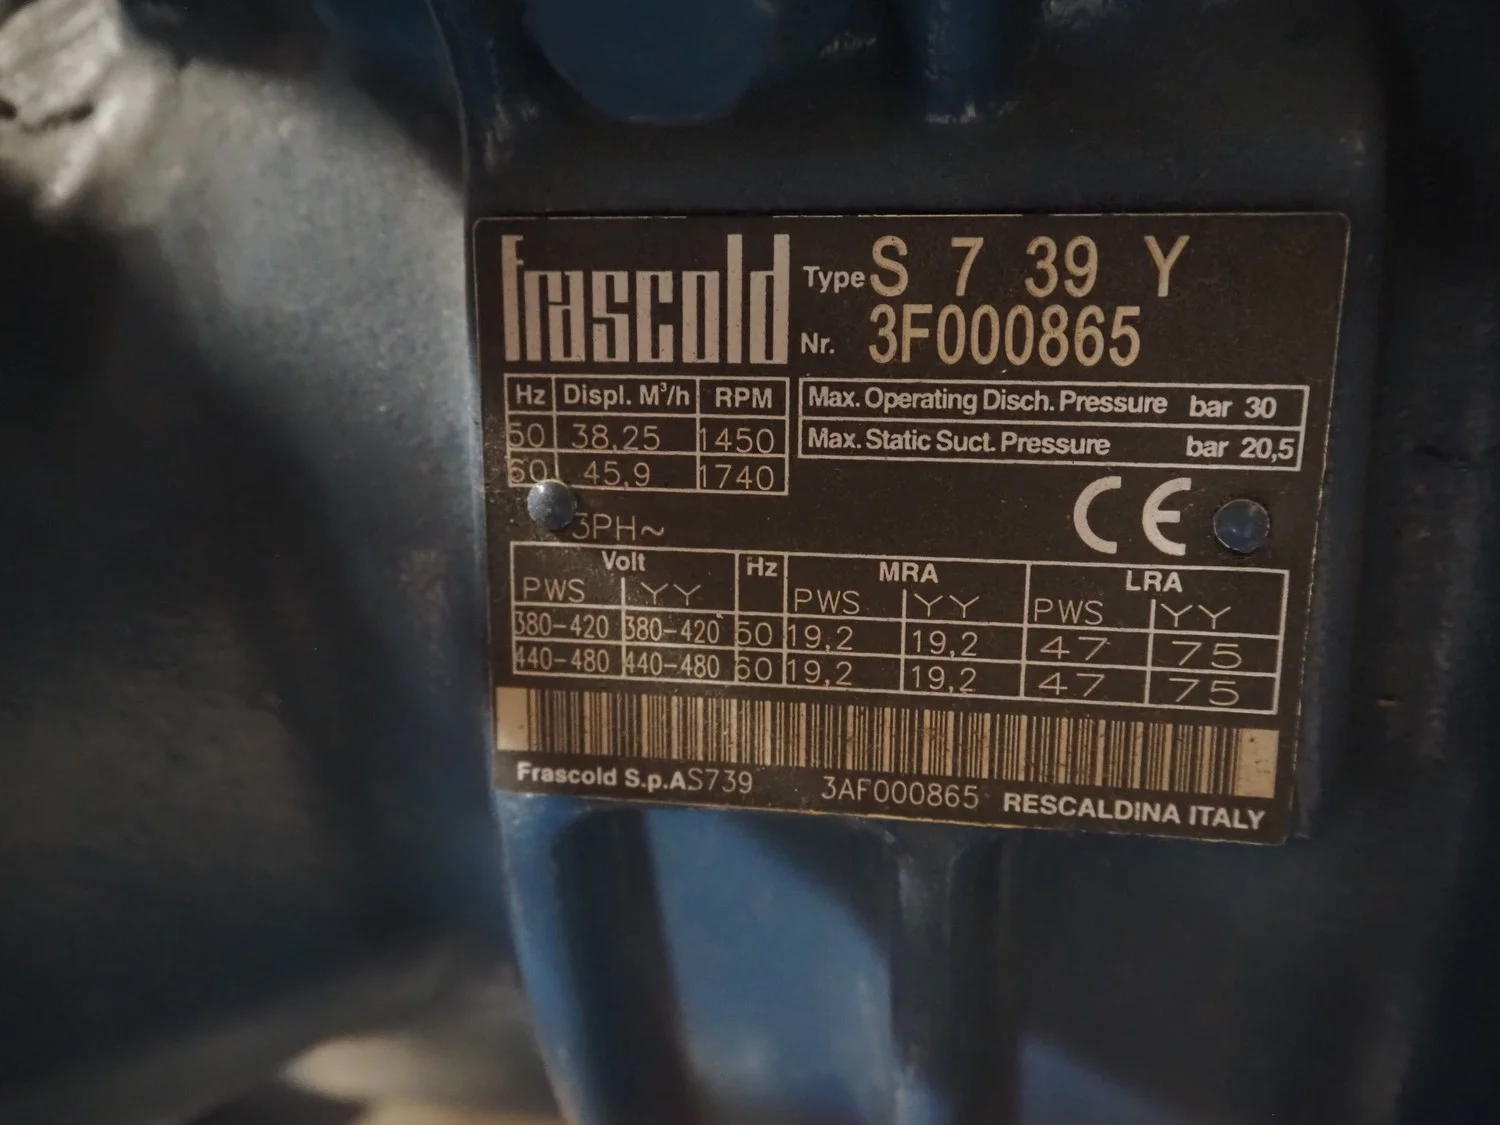 frascold
Type S 7 39 Y
Nr. 3F000865
Hz Displ. M³/h RPM
50 38,25 1450
60 45,9 1740
Max. Operating Disch. Pressure bar 30
Max. Static Suct. Pressure bar 20,5
CE
3PH~
Volt Hz MRA LRA
PWS YY PWS YY PWS YY
380-420 380-420 50 19,2 19,2 47 75
440-480 440-480 60 19,2 19,2 47 75
Frascold S.p.A S739 3AF000865 RESCALDINA ITALY